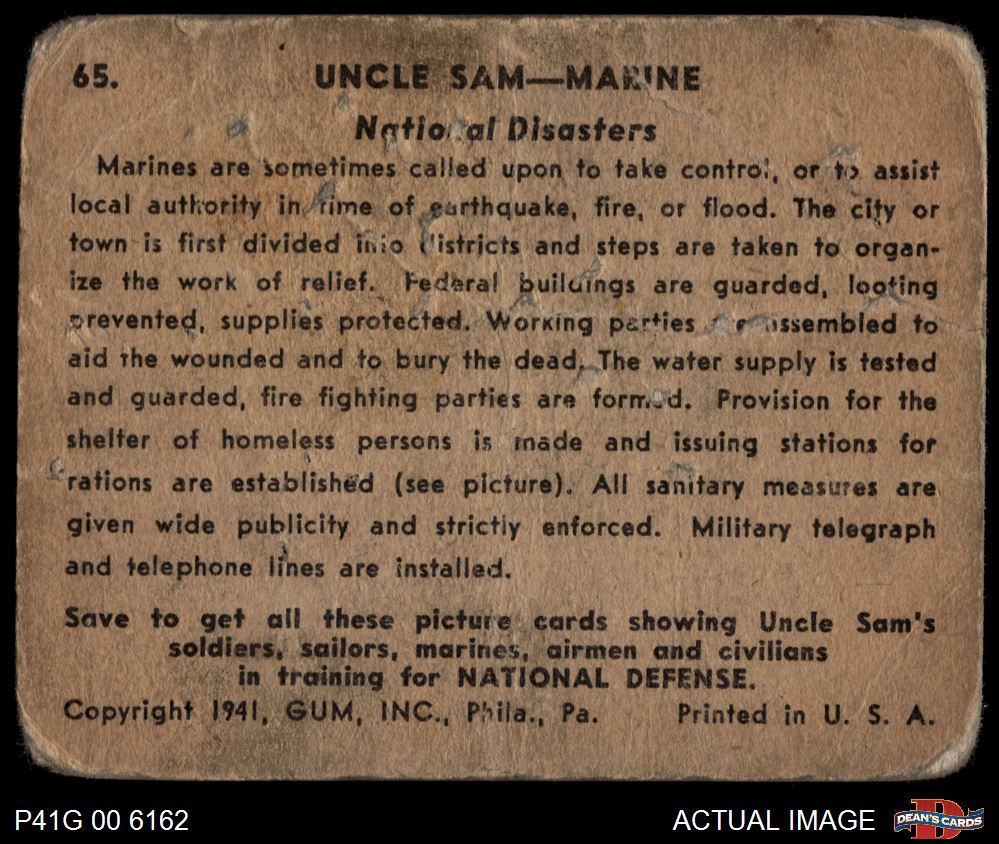 65. UNCLE SAM—MARINE
National Disasters
Marines are sometimes called upon to take control, or to assist
local authority in time of earthquake, fire, or flood. The city or
town is first divided into districts and steps are taken to organ-
ize the work of relief. Federal buildings are guarded, looting
prevented, supplies protected. Working parties are assembled to
aid the wounded and to bury the dead. The water supply is tested
and guarded, fire fighting parties are formed. Provision for the
shelter of homeless persons is made and issuing stations for
rations are established (see picture). All sanitary measures are
given wide publicity and strictly enforced. Military telegraph
and telephone lines are installed.
Save to get all these picture cards showing Uncle Sam's
soldiers, sailors, marines, airmen and civilians
in training for NATIONAL DEFENSE.
Copyright 1941, GUM, INC., Phila., Pa. Printed in U. S. A.
P41G 00 6162 ACTUAL IMAGE DEAN'S CARDS